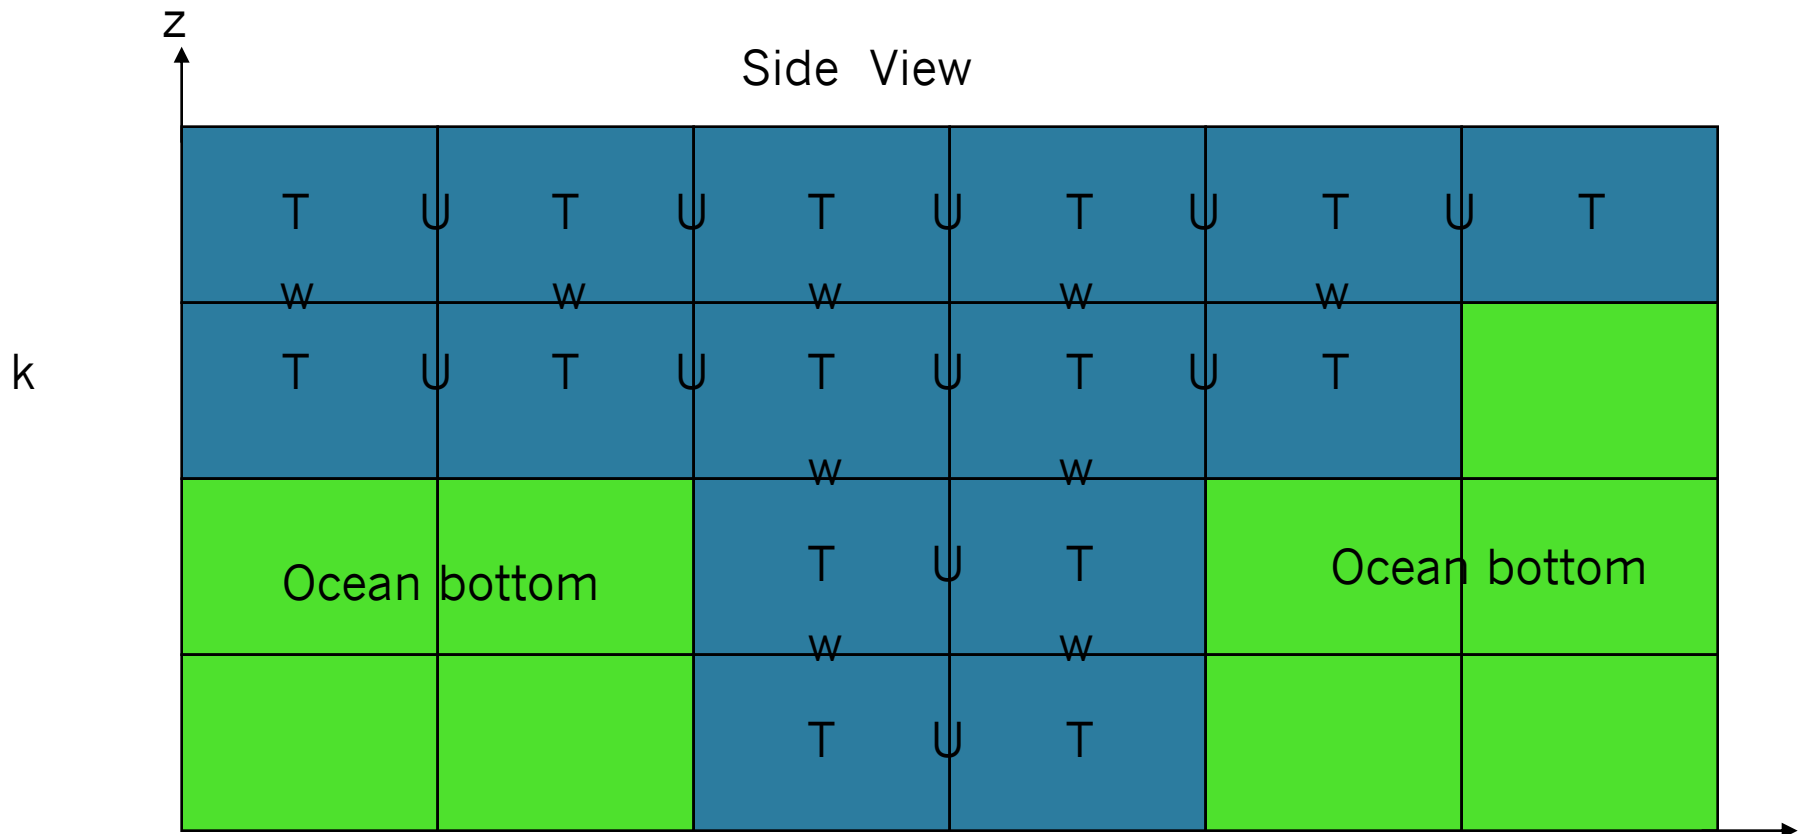 z
Side View
T U T U T U T U T U T
w w w w w
k T U T U T U T U T
w w
Ocean bottom T U T Ocean bottom
w w
T U T